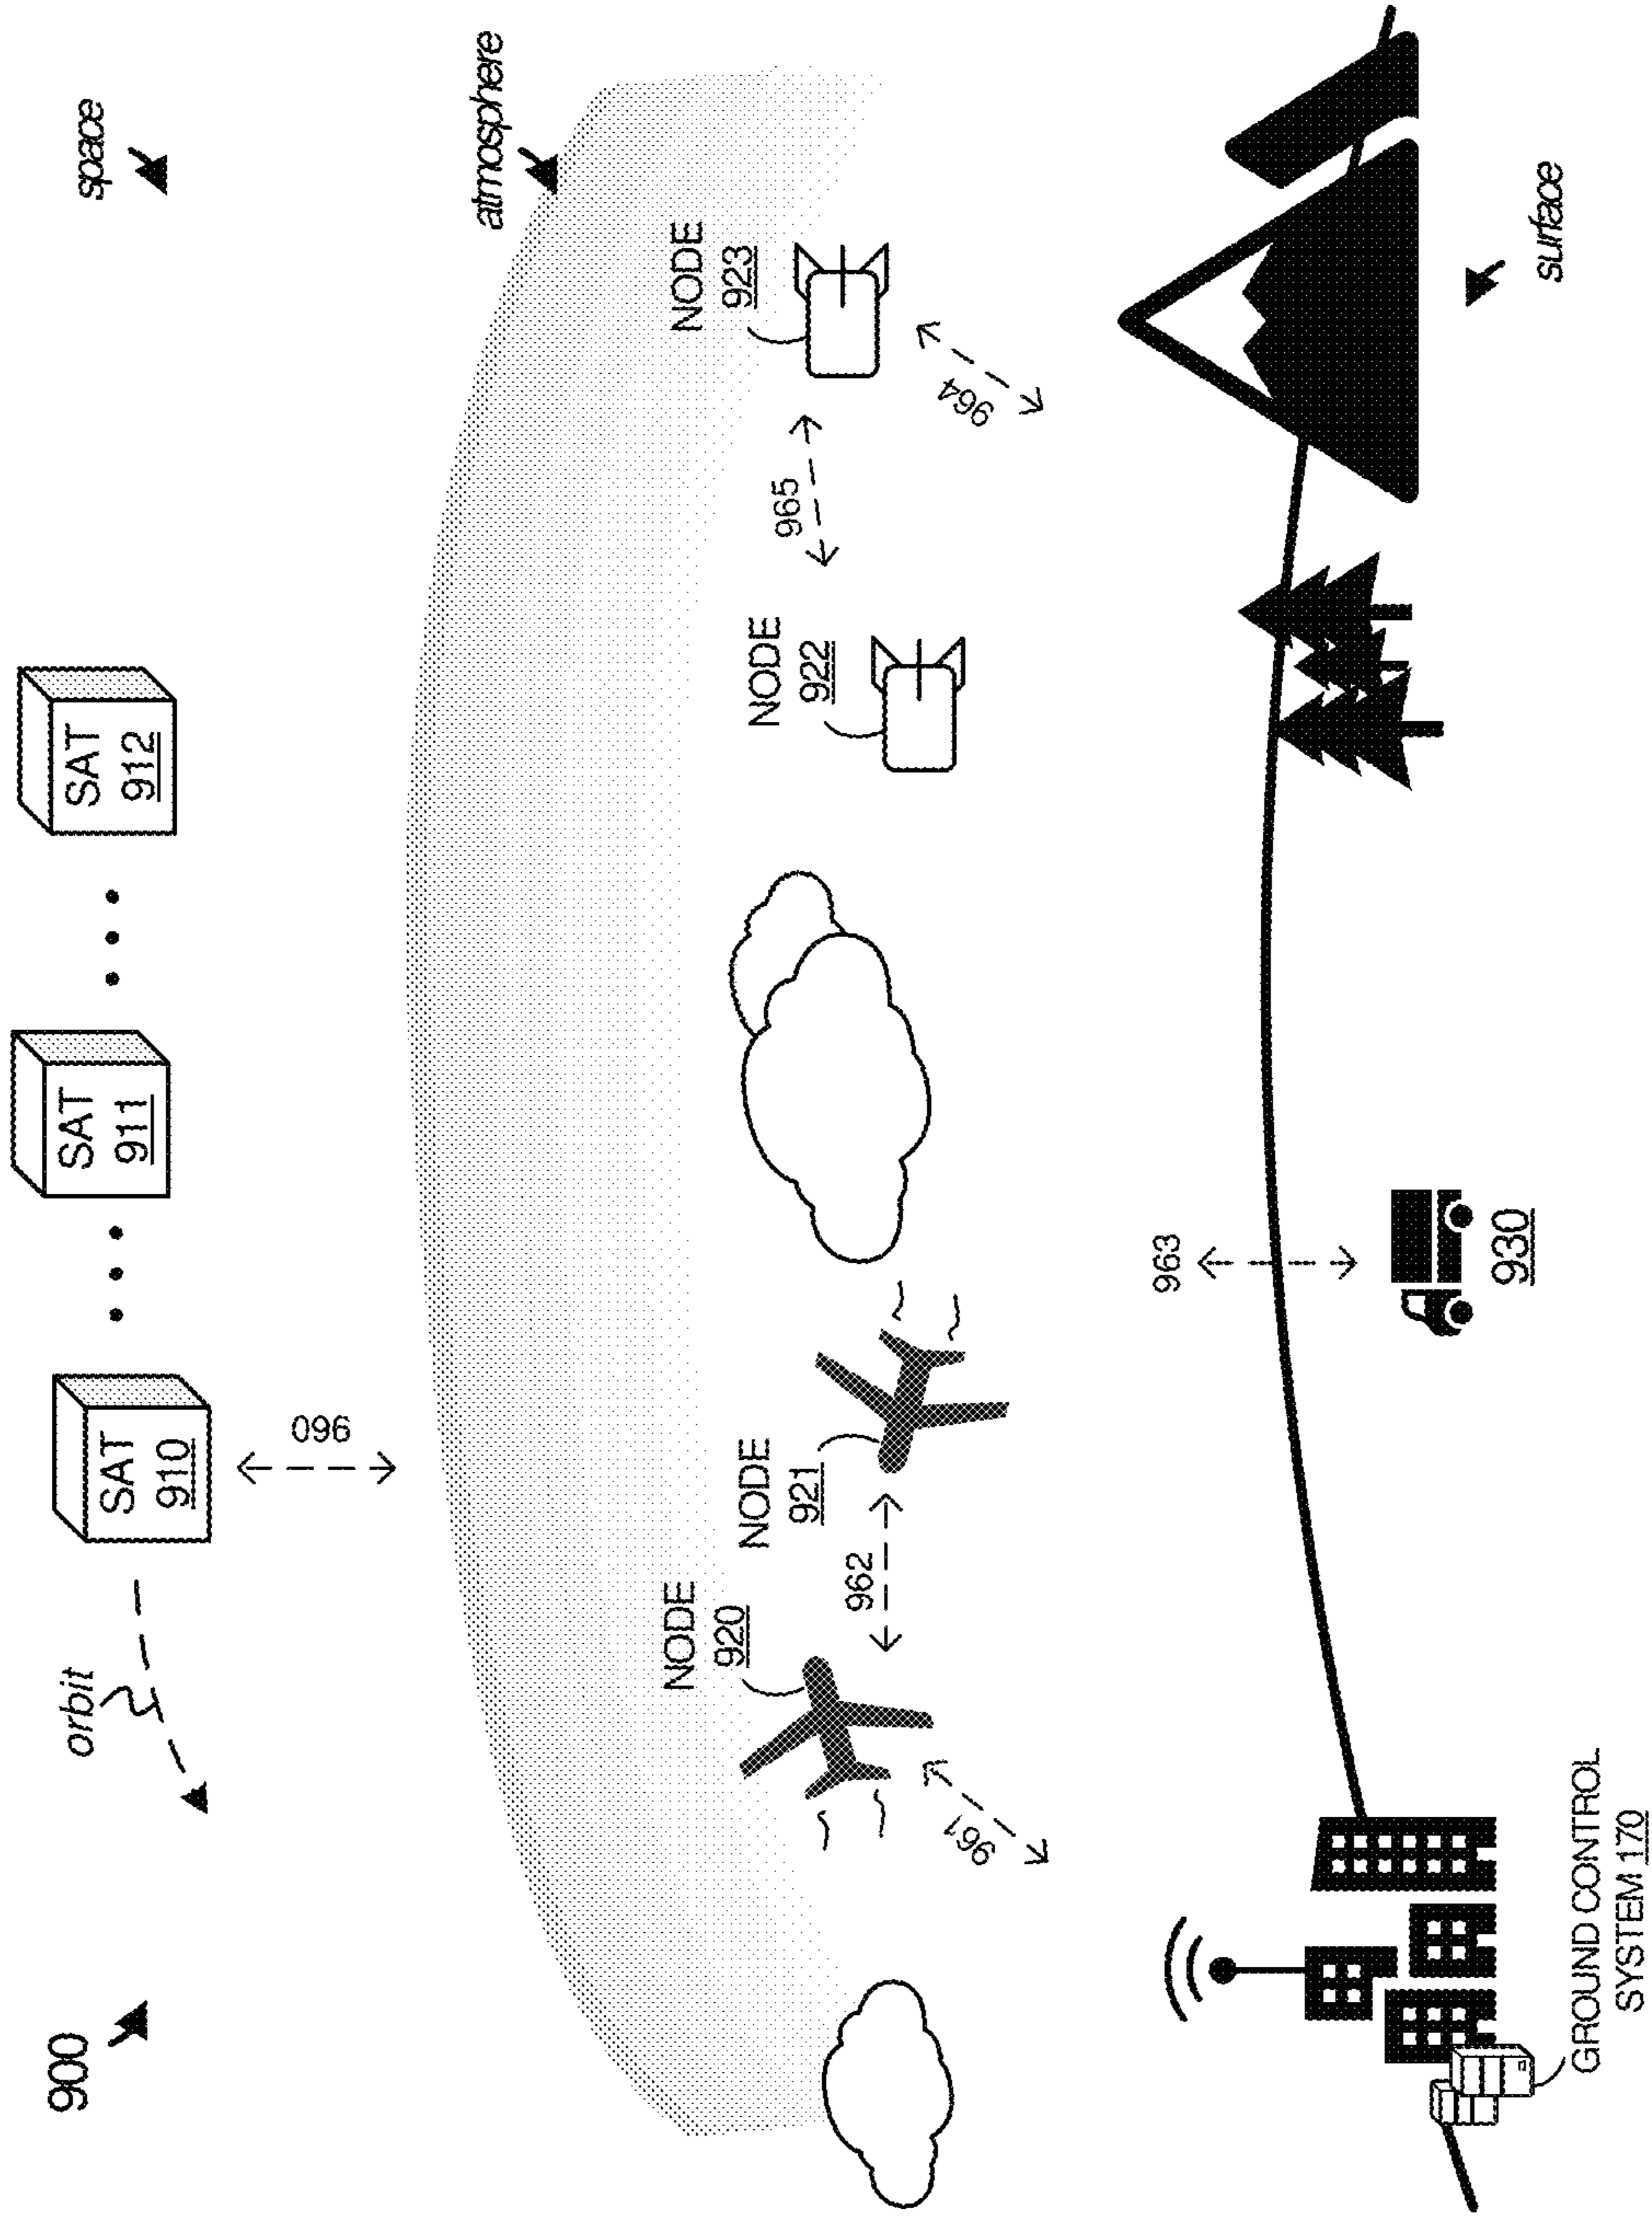 900
orbit
SAT
910
SAT
911
SAT
912
space
960
atmosphere
NODE
920
NODE
921
NODE
922
NODE
923
961
962
965
964
963
930
surface
GROUND CONTROL
SYSTEM 170